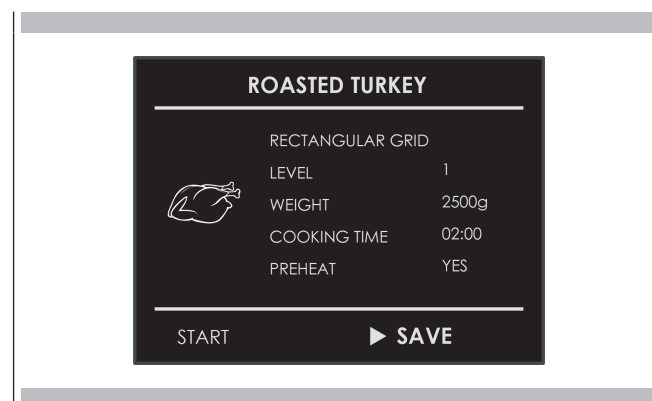 ROASTED TURKEY
RECTANGULAR GRID
LEVEL 1
WEIGHT 2500g
COOKING TIME 02:00
PREHEAT YES
START ▶ SAVE